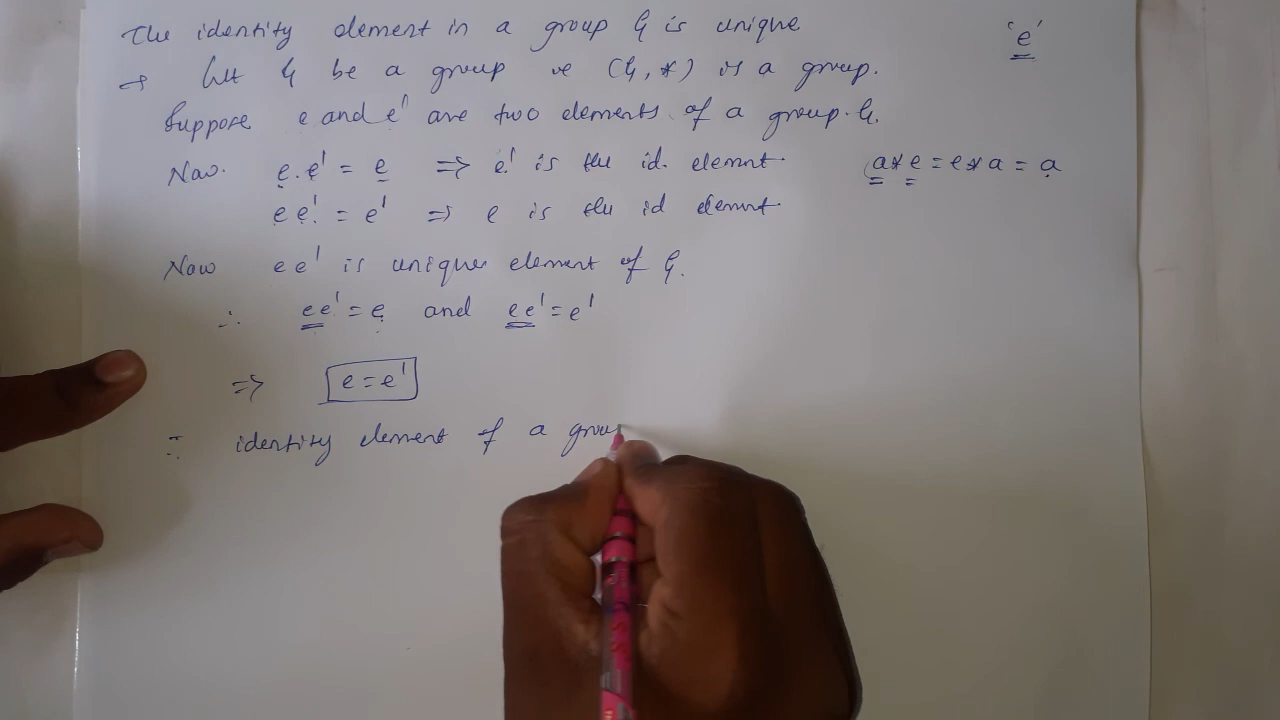 The identity element in a group G is unique
'e'
⇒ Let G be a group ie (G, *) is a group.
Suppose e and e' are two elements of a group G.
Now. e.e' = e ⇒ e' is the id. element.
a*e = e*a = a
ee' = e' ⇒ e is the id element.
Now ee' is unique element of G.
∴ ee' = e and ee' = e'
⇒ e = e'
∴ identity element of a grou